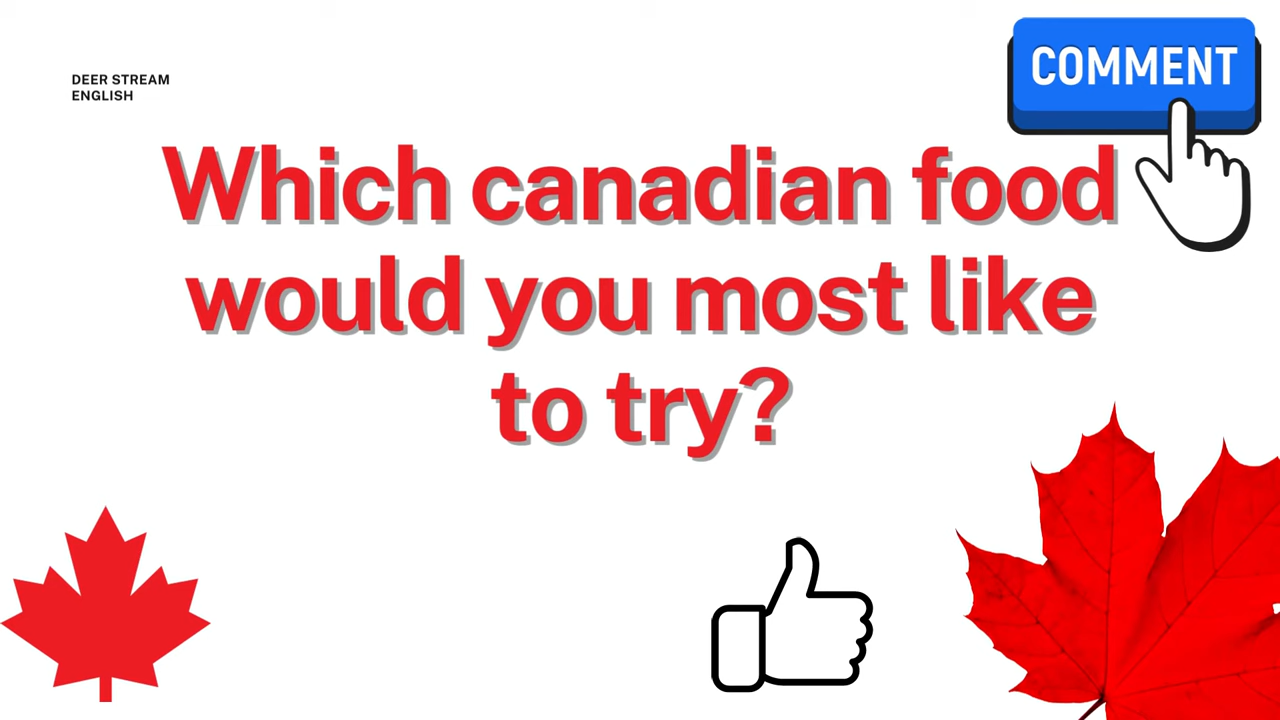 DEER STREAM
ENGLISH
COMMENT
Which canadian food
would you most like
to try?